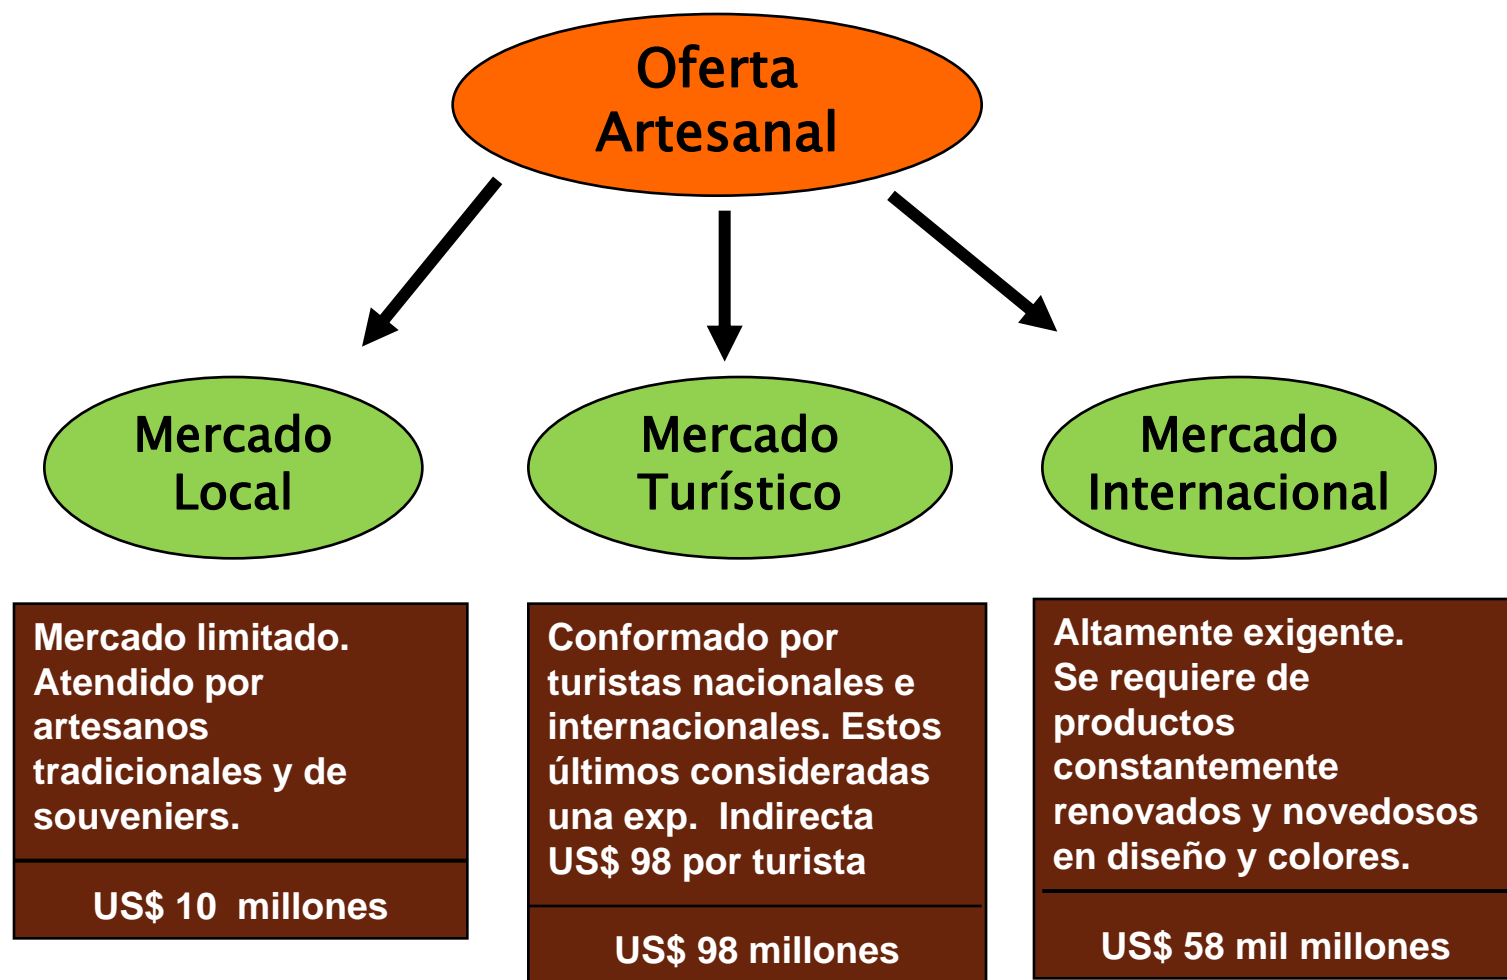 Oferta
Artesanal
Mercado
Local
Mercado
Turístico
Mercado
Internacional
Mercado limitado.
Atendido por
artesanos
tradicionales y de
souveniers.
US$ 10 millones
Conformado por
turistas nacionales e
internacionales. Estos
últimos consideradas
una exp. Indirecta
US$ 98 por turista
US$ 98 millones
Altamente exigente.
Se requiere de
productos
constantemente
renovados y novedosos
en diseño y colores.
US$ 58 mil millones